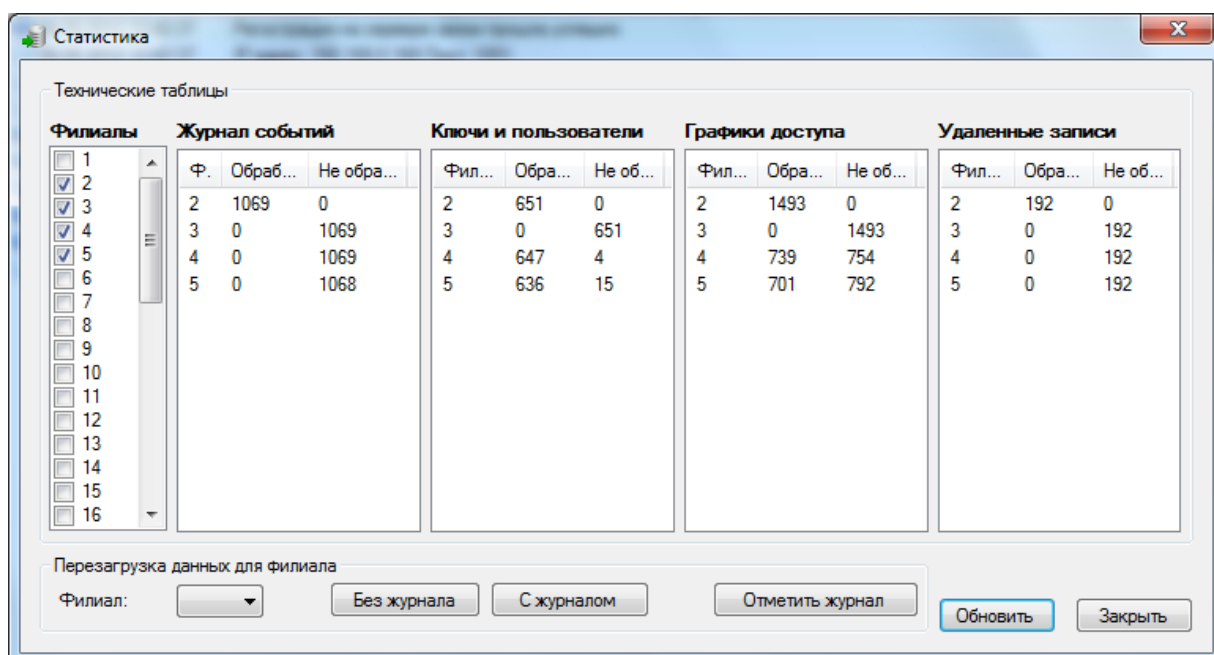 Статистика
Технические таблицы
Филиалы Журнал событий Ключи и пользователи Графики доступа Удаленные записи
Ф. Обраб... Не обра... Фил... Обра... Не об... Фил... Обра... Не об... Фил... Обра... Не об...
1
2
3
4
5
6
7
8
9
10
11
12
13
14
15
16
2 1069 0
3 0 1069
4 0 1069
5 0 1068
2 651 0
3 0 651
4 647 4
5 636 15
2 1493 0
3 0 1493
4 739 754
5 701 792
2 192 0
3 0 192
4 0 192
5 0 192
Перезагрузка данных для филиала
Филиал: Без журнала С журналом Отметить журнал
Обновить Закрыть